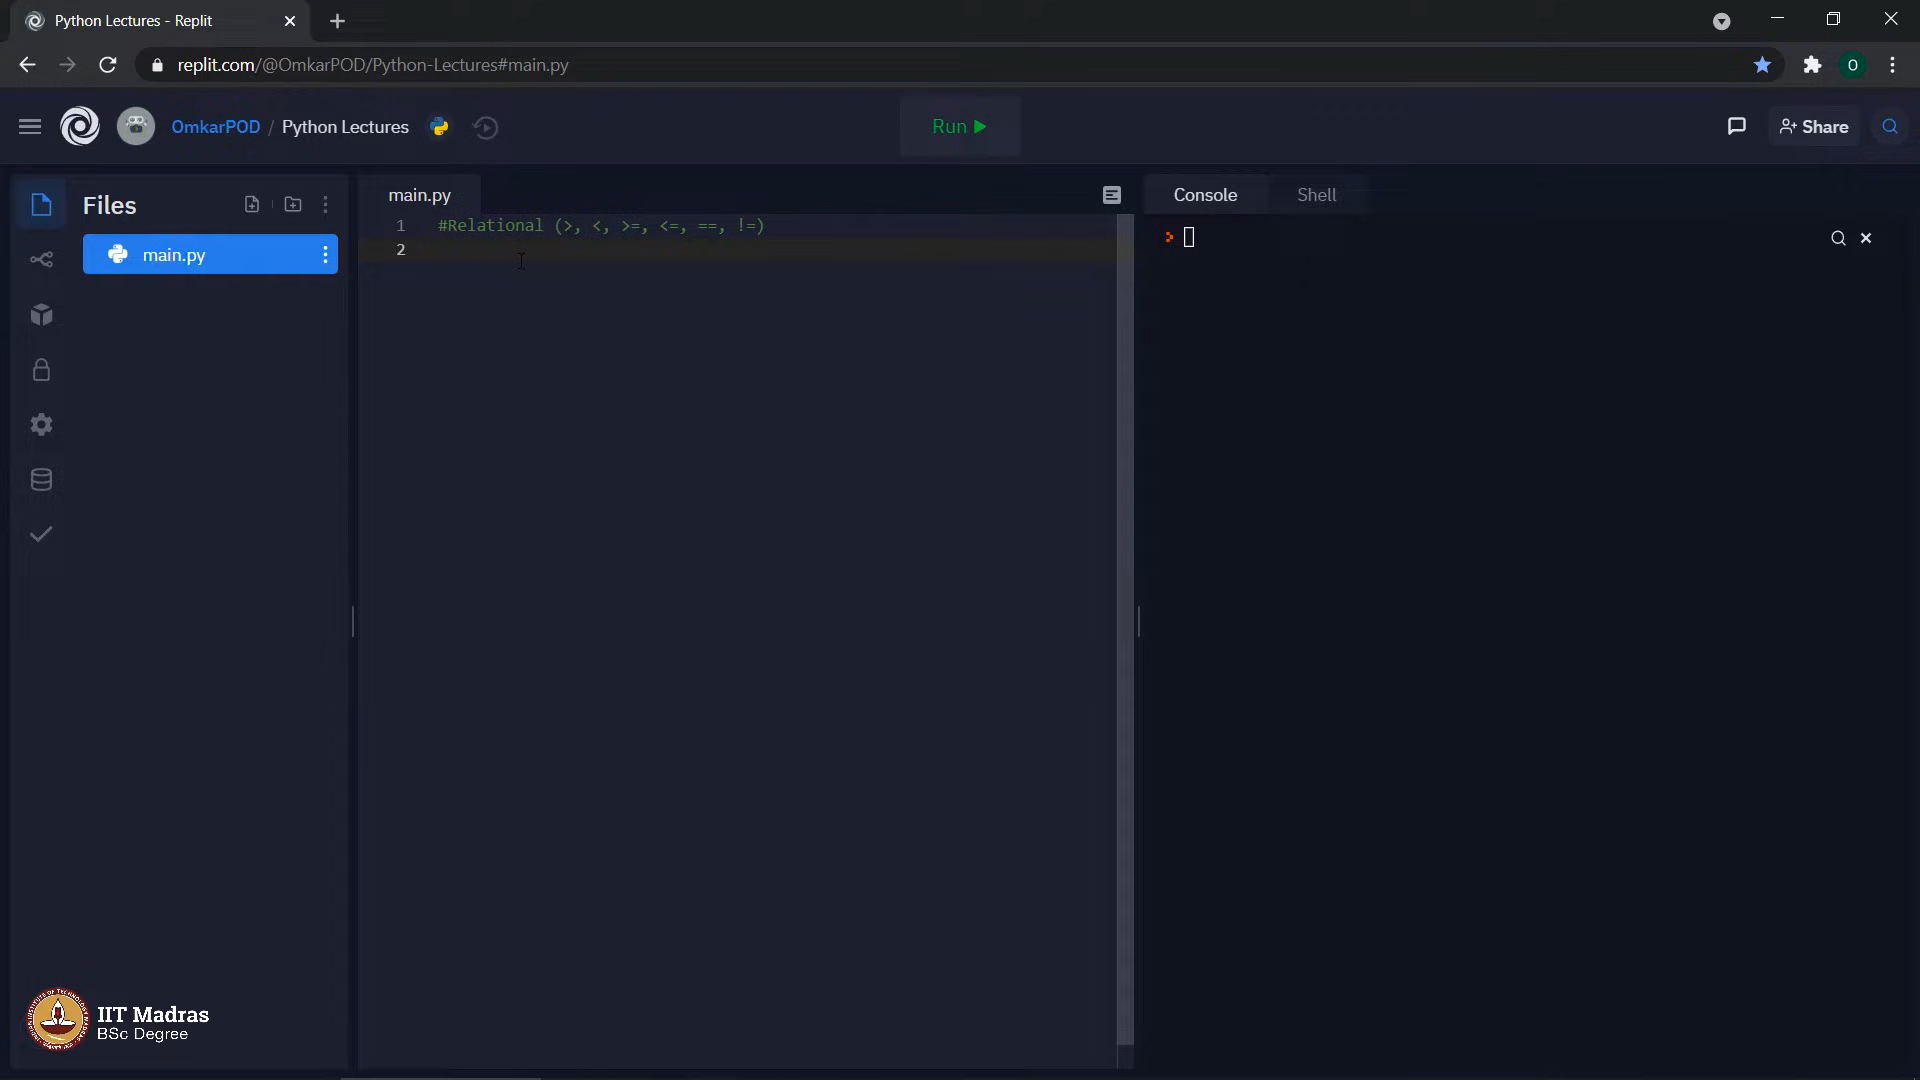 Python Lectures - Replit
replit.com/@OmkarPOD/Python-Lectures#main.py
O
OmkarPOD / Python Lectures
Run
Share
Files
main.py
main.py
1 #Relational (>, <, >=, <=, ==, !=)
2
Console
Shell
>
IIT Madras
BSc Degree